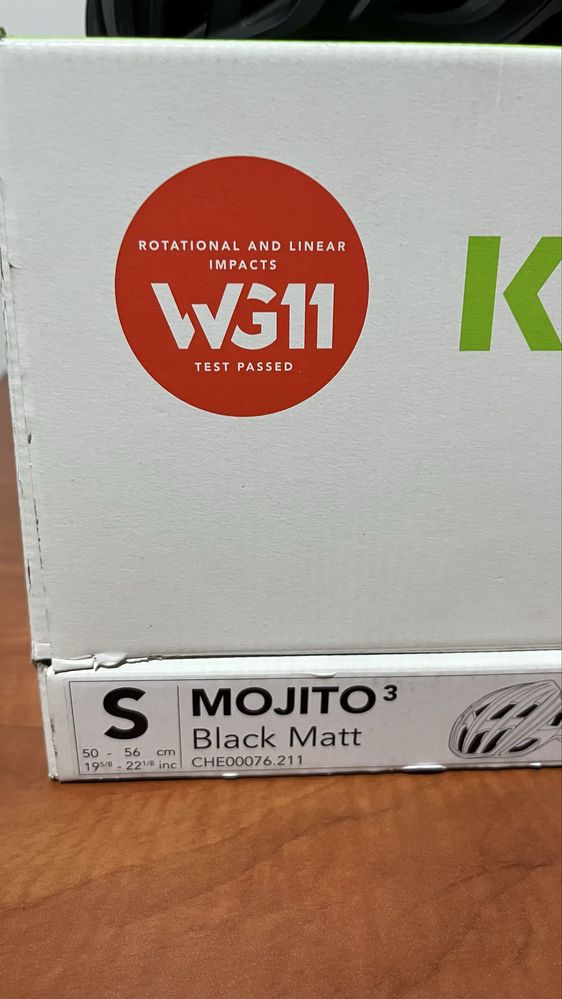 ROTATIONAL AND LINEAR
IMPACTS
WG11
TEST PASSED
K
S
50 - 56 cm
19⁵/⁸ - 22¹/⁸ inc
MOJITO³
Black Matt
CHE00076.211